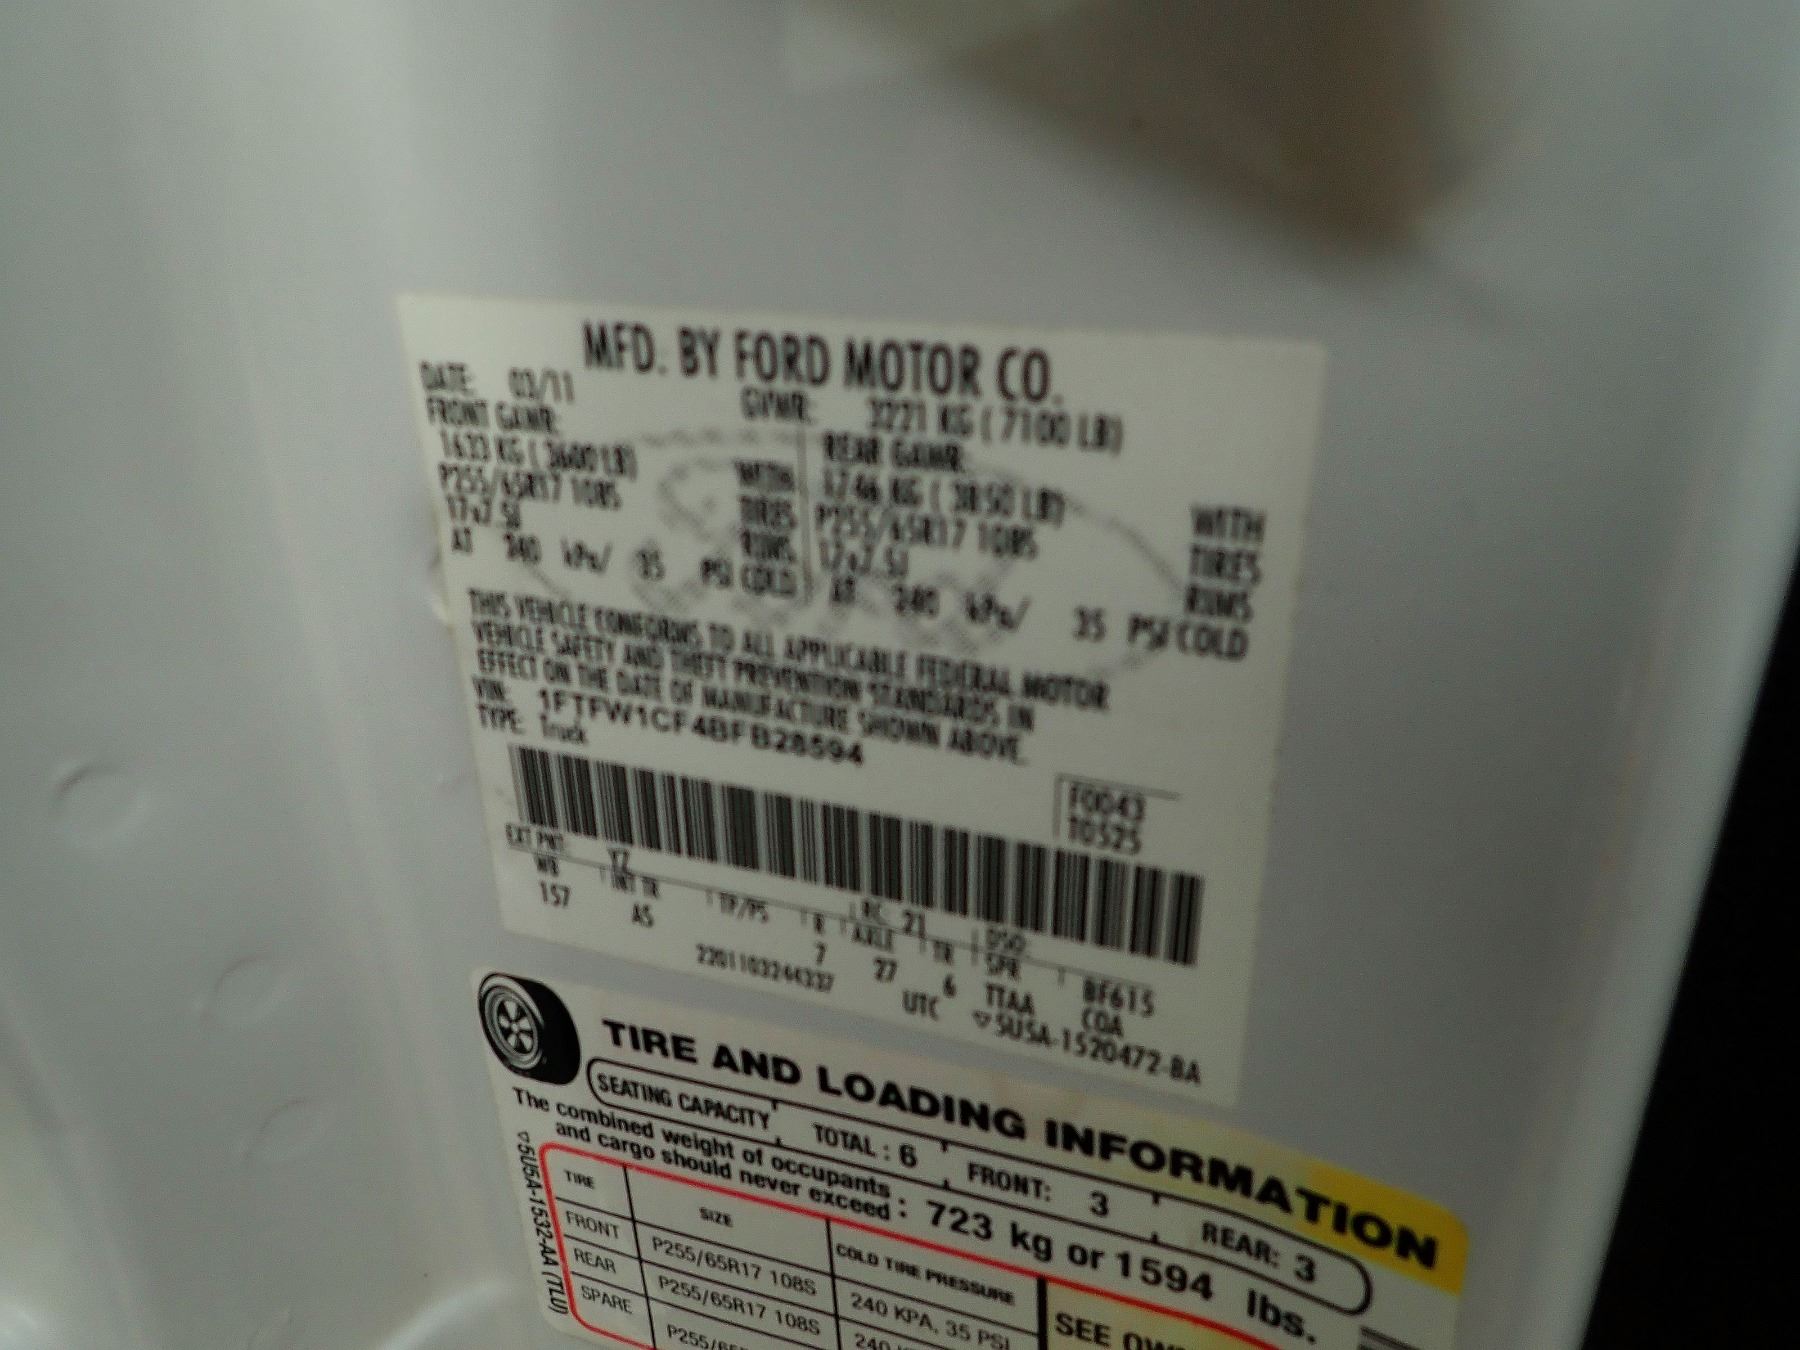 MFD. BY FORD MOTOR CO.
DATE: 03/11 GVWR: 3221 KG ( 7100 LB)
FRONT GAWR: REAR GAWR:
1633 KG ( 3600 LB) WITH 1746 KG ( 3850 LB) WITH
P255/65R17 108S TIRES P255/65R17 108S TIRES
17x7.5J RIMS 17x7.5J RIMS
AT 240 kPa/ 35 PSI COLD AT 240 kPa/ 35 PSI COLD
THIS VEHICLE CONFORMS TO ALL APPLICABLE FEDERAL MOTOR
VEHICLE SAFETY AND THEFT PREVENTION STANDARDS IN
EFFECT ON THE DATE OF MANUFACTURE SHOWN ABOVE.
VIN: 1FTFW1CF4BFB28594
TYPE: Truck
F0043
T0525
EXT PNT: YZ RC: 21 DSO:
WB INT TR TP/PS R AXLE TR SPR BF615
157 AS 7 27 6 TTAA COA
2201103244337 UTC ▽5U5A-1520472-BA
TIRE AND LOADING INFORMATION
SEATING CAPACITY TOTAL : 6 FRONT: 3 REAR: 3
The combined weight of occupants
and cargo should never exceed : 723 kg or 1594 lbs.
TIRE SIZE COLD TIRE PRESSURE
FRONT P255/65R17 108S 240 KPA, 35 PSI
REAR P255/65R17 108S 240
SPARE
SEE
▽5U5A-1532-AA (TLU)